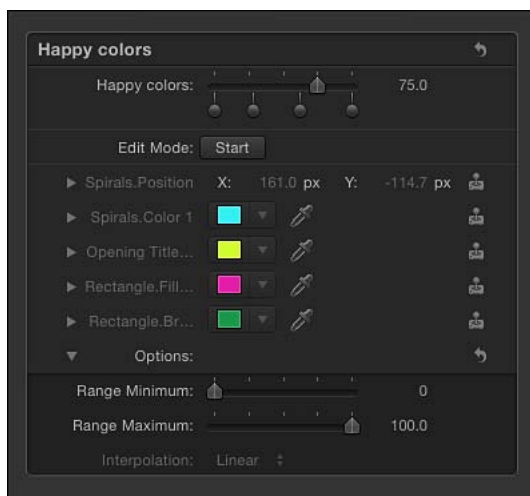 Happy colors
Happy colors: 75.0
Edit Mode: Start
Spirals.Position X: 161.0 px Y: -114.7 px
Spirals.Color 1
Opening Title...
Rectangle.Fill...
Rectangle.Br...
Options:
Range Minimum: 0
Range Maximum: 100.0
Interpolation: Linear